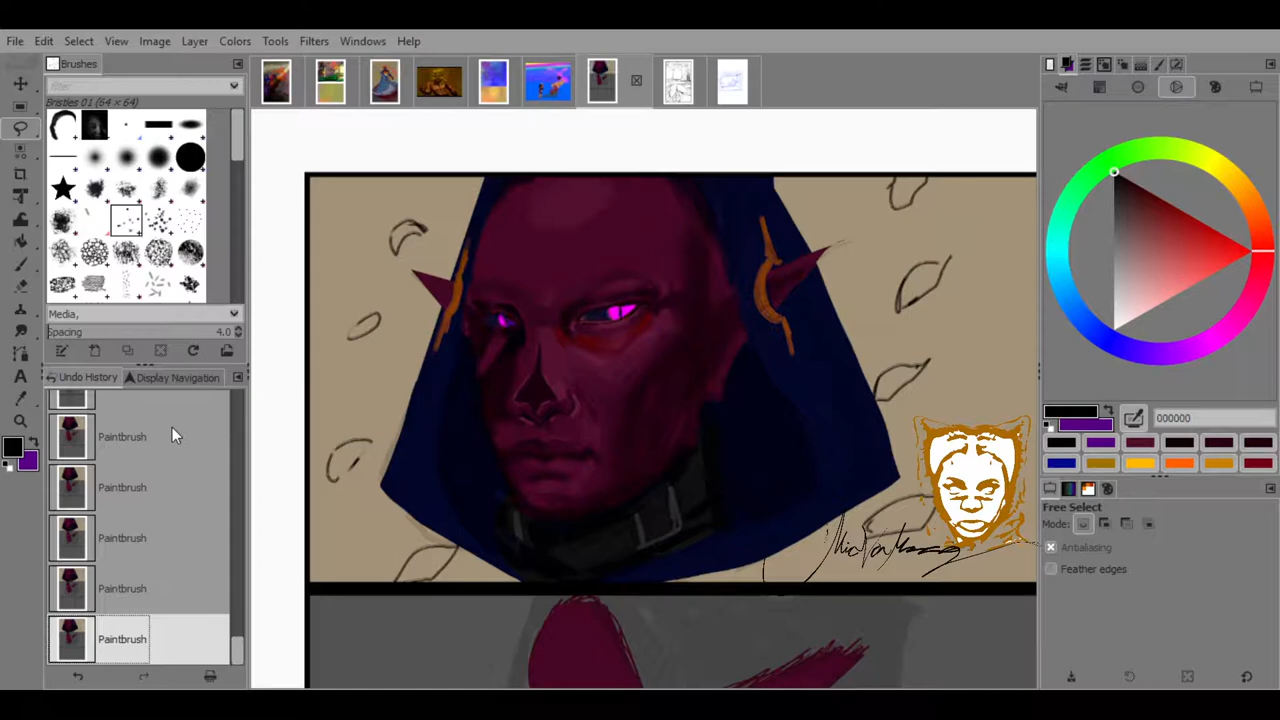 File Edit Select View Image Layer Colors Tools Filters Windows Help
Brushes
filter
Bristles 01 (64 × 64)
Media,
Spacing 4.0
Undo History Display Navigation
Paintbrush
Paintbrush
Paintbrush
Paintbrush
Paintbrush
000000
Free Select
Mode:
Antialiasing
Feather edges